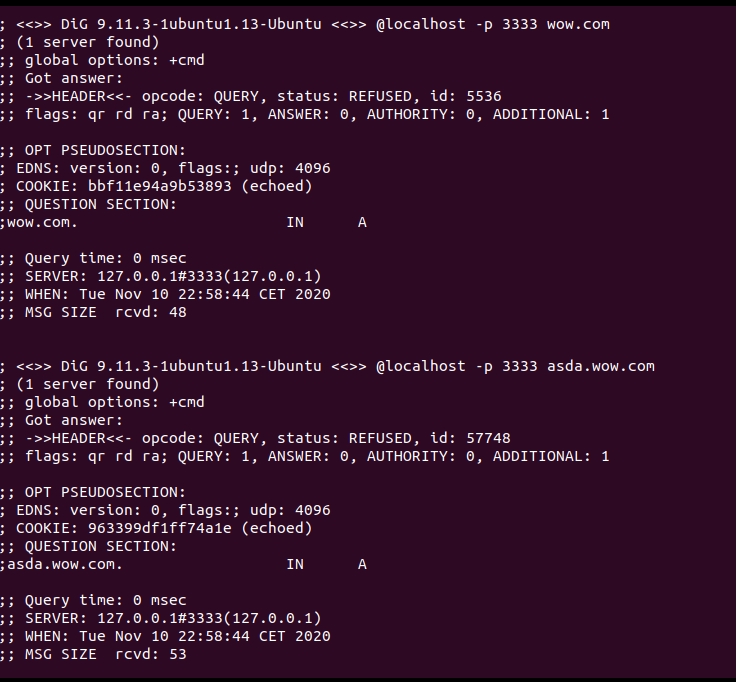 ; <<>> DiG 9.11.3-1ubuntu1.13-Ubuntu <<>> @localhost -p 3333 wow.com
; (1 server found)
;; global options: +cmd
;; Got answer:
;; ->>HEADER<<- opcode: QUERY, status: REFUSED, id: 5536
;; flags: qr rd ra; QUERY: 1, ANSWER: 0, AUTHORITY: 0, ADDITIONAL: 1

;; OPT PSEUDOSECTION:
; EDNS: version: 0, flags:; udp: 4096
; COOKIE: bbf11e94a9b53893 (echoed)
;; QUESTION SECTION:
;wow.com.                       IN      A

;; Query time: 0 msec
;; SERVER: 127.0.0.1#3333(127.0.0.1)
;; WHEN: Tue Nov 10 22:58:44 CET 2020
;; MSG SIZE  rcvd: 48

; <<>> DiG 9.11.3-1ubuntu1.13-Ubuntu <<>> @localhost -p 3333 asda.wow.com
; (1 server found)
;; global options: +cmd
;; Got answer:
;; ->>HEADER<<- opcode: QUERY, status: REFUSED, id: 57748
;; flags: qr rd ra; QUERY: 1, ANSWER: 0, AUTHORITY: 0, ADDITIONAL: 1

;; OPT PSEUDOSECTION:
; EDNS: version: 0, flags:; udp: 4096
; COOKIE: 963399df1ff74a1e (echoed)
;; QUESTION SECTION:
;asda.wow.com.                  IN      A

;; Query time: 0 msec
;; SERVER: 127.0.0.1#3333(127.0.0.1)
;; WHEN: Tue Nov 10 22:58:44 CET 2020
;; MSG SIZE  rcvd: 53